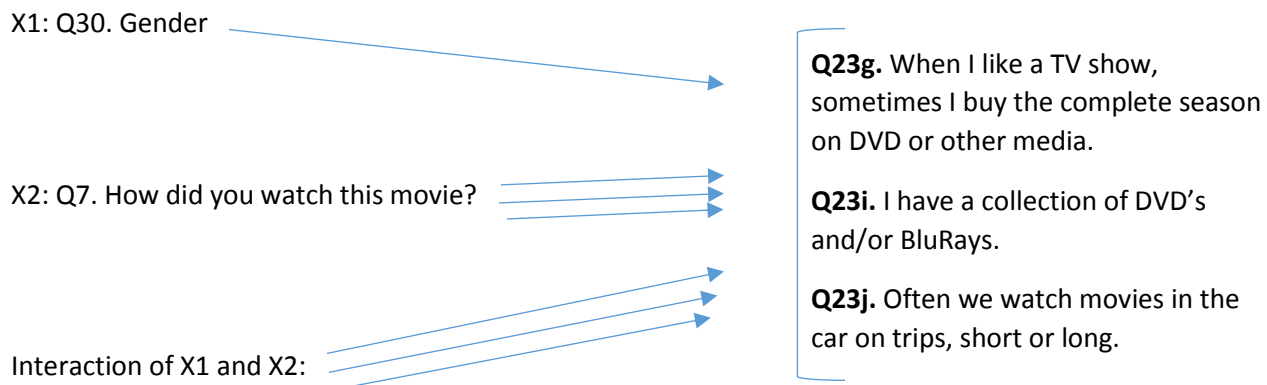 X1: Q30. Gender
Q23g. When I like a TV show,
sometimes I buy the complete season
on DVD or other media.
X2: Q7. How did you watch this movie?
Q23i. I have a collection of DVD’s
and/or BluRays.
Q23j. Often we watch movies in the
car on trips, short or long.
Interaction of X1 and X2: